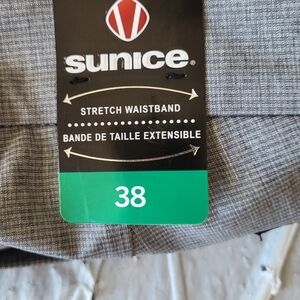 sunice®
STRETCH WAISTBAND
BANDE DE TAILLE EXTENSIBLE
38